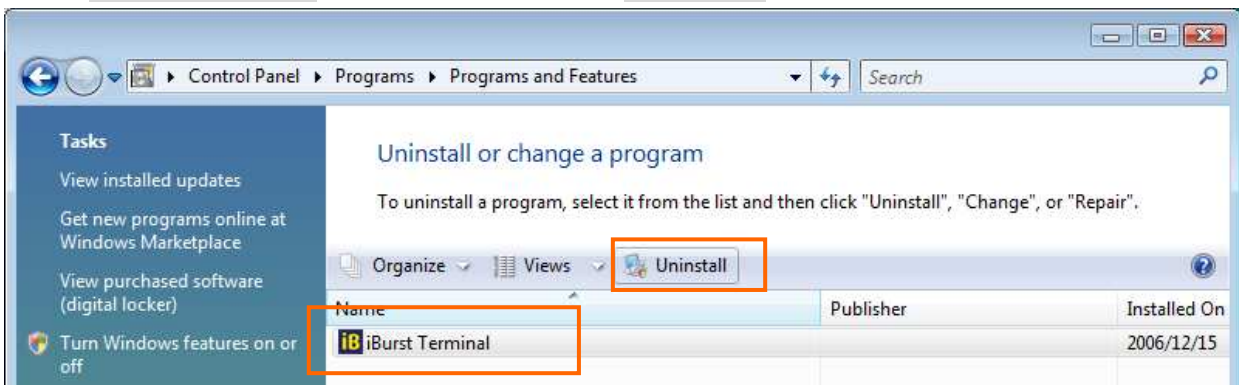 Control Panel Programs Programs and Features
Search
Tasks
View installed updates
Get new programs online at
Windows Marketplace
View purchased software
(digital locker)
Turn Windows features on or
off
Uninstall or change a program
To uninstall a program, select it from the list and then click "Uninstall", "Change", or "Repair".
Organize Views Uninstall
Name Publisher Installed On
iB iBurst Terminal 2006/12/15